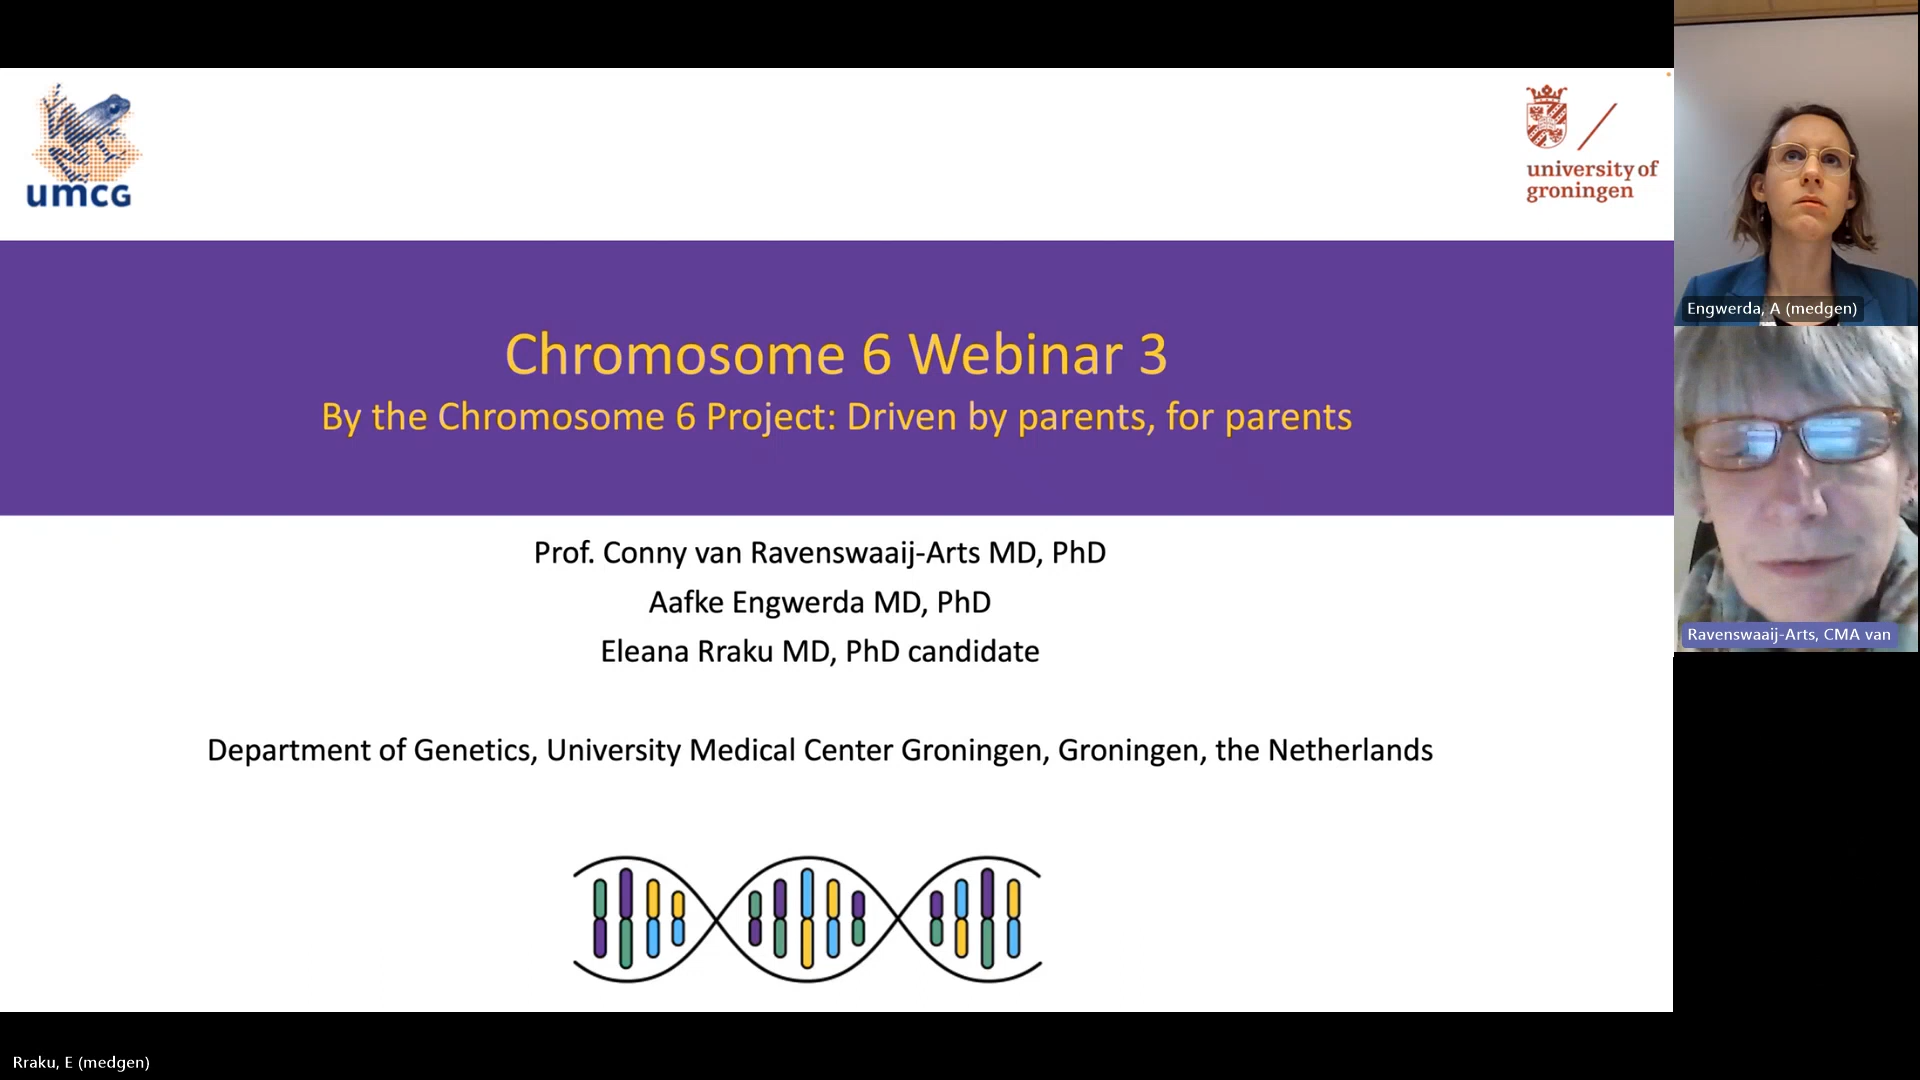 umcg
university of
groningen
Chromosome 6 Webinar 3
By the Chromosome 6 Project: Driven by parents, for parents
Prof. Conny van Ravenswaaij-Arts MD, PhD
Aafke Engwerda MD, PhD
Eleana Rraku MD, PhD candidate
Department of Genetics, University Medical Center Groningen, Groningen, the Netherlands
Engwerda, A (medgen)
Ravenswaaij-Arts, CMA van
Rraku, E (medgen)